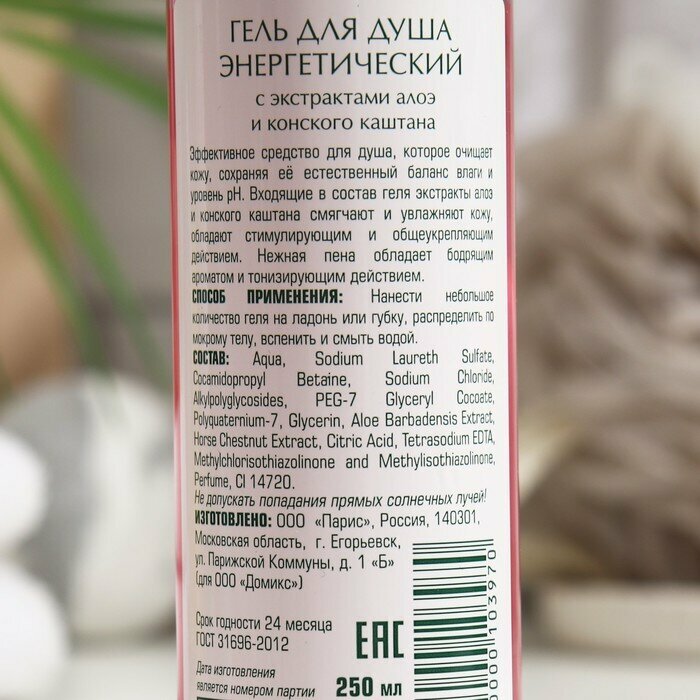 ГЕЛЬ ДЛЯ ДУША
ЭНЕРГЕТИЧЕСКИЙ
с экстрактами алоэ
и конского каштана
Эффективное средство для душа, которое очищает
кожу, сохраняя её естественный баланс влаги и
уровень pH. Входящие в состав геля экстракты алоэ
и конского каштана смягчают и увлажняют кожу,
обладают стимулирующим и общеукрепляющим
действием. Нежная пена обладает бодрящим
ароматом и тонизирующим действием.
СПОСОБ ПРИМЕНЕНИЯ: Нанести небольшое
количество геля на ладонь или губку, распределить по
мокрому телу, вспенить и смыть водой.
СОСТАВ: Aqua, Sodium Laureth Sulfate,
Cocamidopropyl Betaine, Sodium Chloride,
Alkylpolyglycosides, PEG-7 Glyceryl Cocoate,
Polyquaternium-7, Glycerin, Aloe Barbadensis Extract,
Horse Chestnut Extract, Citric Acid, Tetrasodium EDTA,
Methylchlorisothiazolinone and Methylisothiazolinone,
Perfume, CI 14720.
Не допускать попадания прямых солнечных лучей!
ИЗГОТОВЛЕНО: ООО «Парис», Россия, 140301,
Московская область, г. Егорьевск,
ул. Парижской Коммуны, д. 1 «Б»
(для ООО «Домикс»)
Срок годности 24 месяца
ГОСТ 31696-2012
EAC
Дата изготовления
является номером партии
250 мл
0000103970